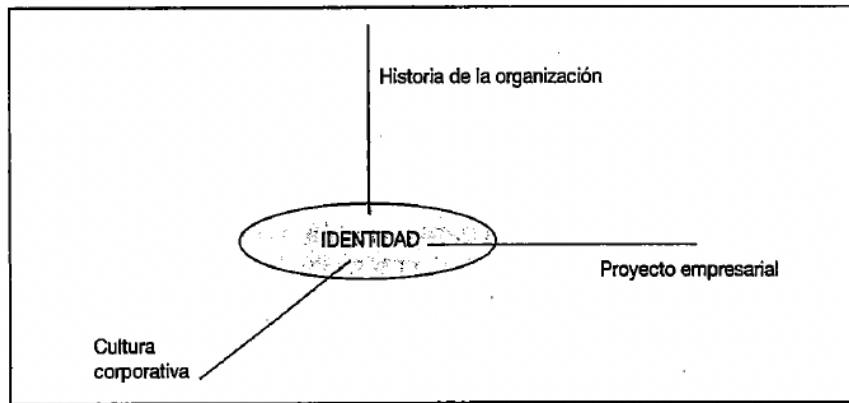 Historia de la organización
IDENTIDAD
Proyecto empresarial
Cultura
corporativa